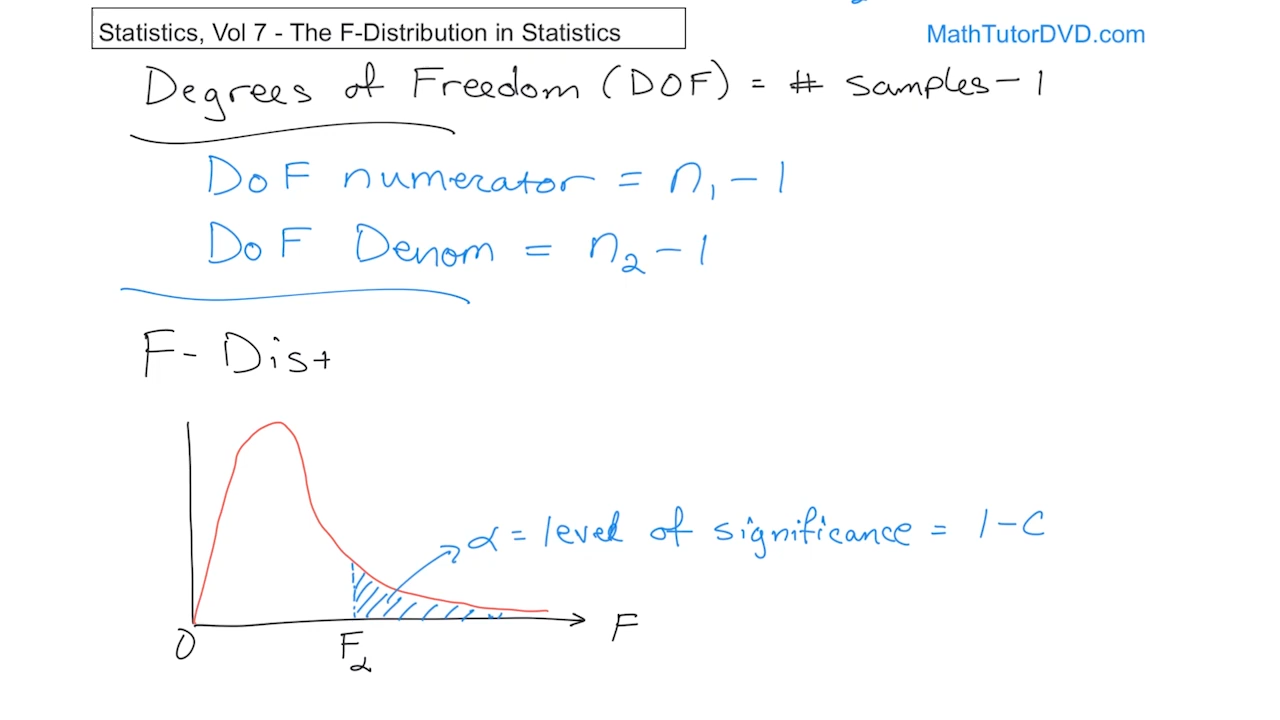 Statistics, Vol 7 - The F-Distribution in Statistics
MathTutorDVD.com
Degrees of Freedom (DOF) = # samples - 1
DoF numerator = n₁ - 1
DoF Denom = n₂ - 1
F- Dist
α = level of significance = 1 - C
F
0
F_α